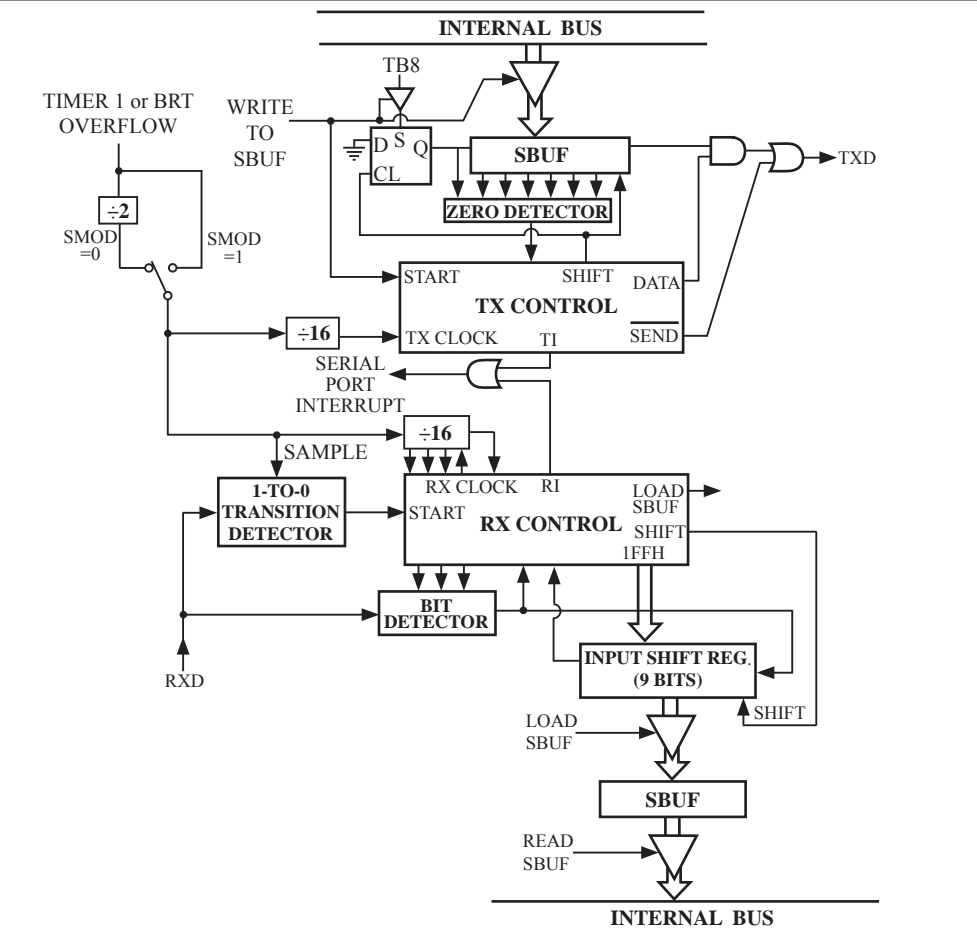 INTERNAL BUS
TB8
TIMER 1 or BRT
OVERFLOW
WRITE
TO
SBUF
D S Q
CL
SBUF
TXD
÷2
ZERO DETECTOR
SMOD
=0
SMOD
=1
START
SHIFT
DATA
TX CONTROL
÷16
TX CLOCK
TI
SEND
SERIAL
PORT
INTERRUPT
÷16
SAMPLE
1-TO-0
TRANSITION
DETECTOR
RX CLOCK
RI
LOAD
SBUF
START
RX CONTROL
SHIFT
1FFH
BIT
DETECTOR
RXD
INPUT SHIFT REG.
(9 BITS)
SHIFT
LOAD
SBUF
SBUF
READ
SBUF
INTERNAL BUS